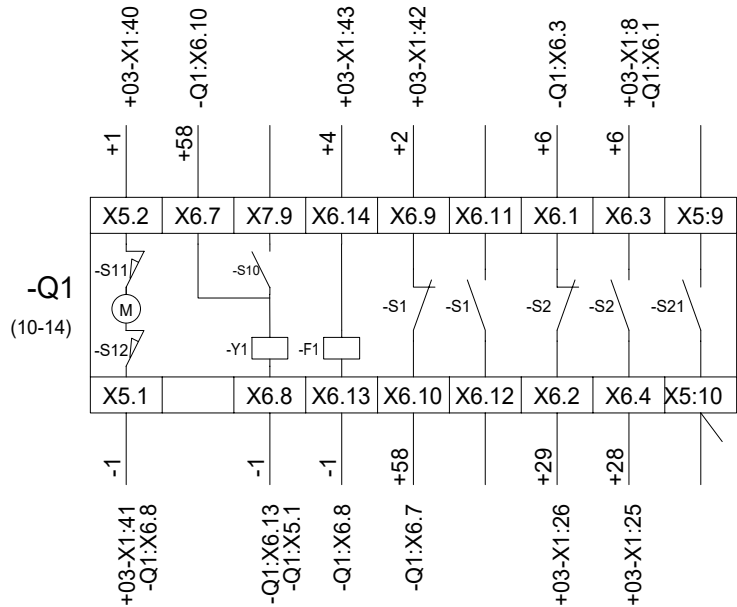 +03-X1:40
-Q1:X6.10
+03-X1:43
+03-X1:42
-Q1:X6.3
+03-X1:8
-Q1:X6.1
+1
+58
+4
+2
+6
+6
X5.2 X6.7 X7.9 X6.14 X6.9 X6.11 X6.1 X6.3 X5:9
-Q1
(10-14)
-S11
M
-S12
-S10
-Y1
-F1
-S1
-S1
-S2
-S2
-S21
X5.1 X6.8 X6.13 X6.10 X6.12 X6.2 X6.4 X5:10
-1
-1
-1
+58
+29
+28
+03-X1:41
-Q1:X6.8
-Q1:X6.13
-Q1:X5.1
-Q1:X6.8
-Q1:X6.7
+03-X1:26
+03-X1:25